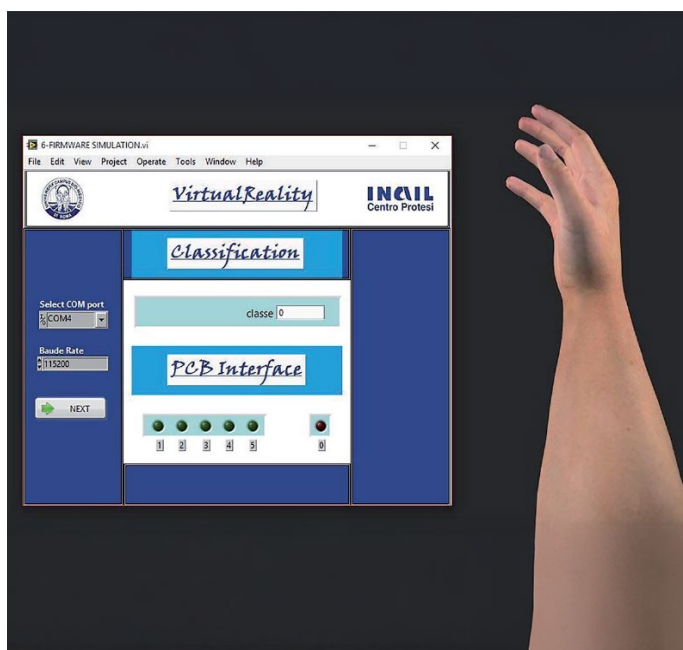 6-FIRMWARE SIMULATION.vi
File Edit View Project Operate Tools Window Help
VirtualReality
INAIL
Centro Protesi
Classification
Select COM port
COM4
classe 0
Baude Rate
115200
PCB Interface
NEXT
1 2 3 4 5 0